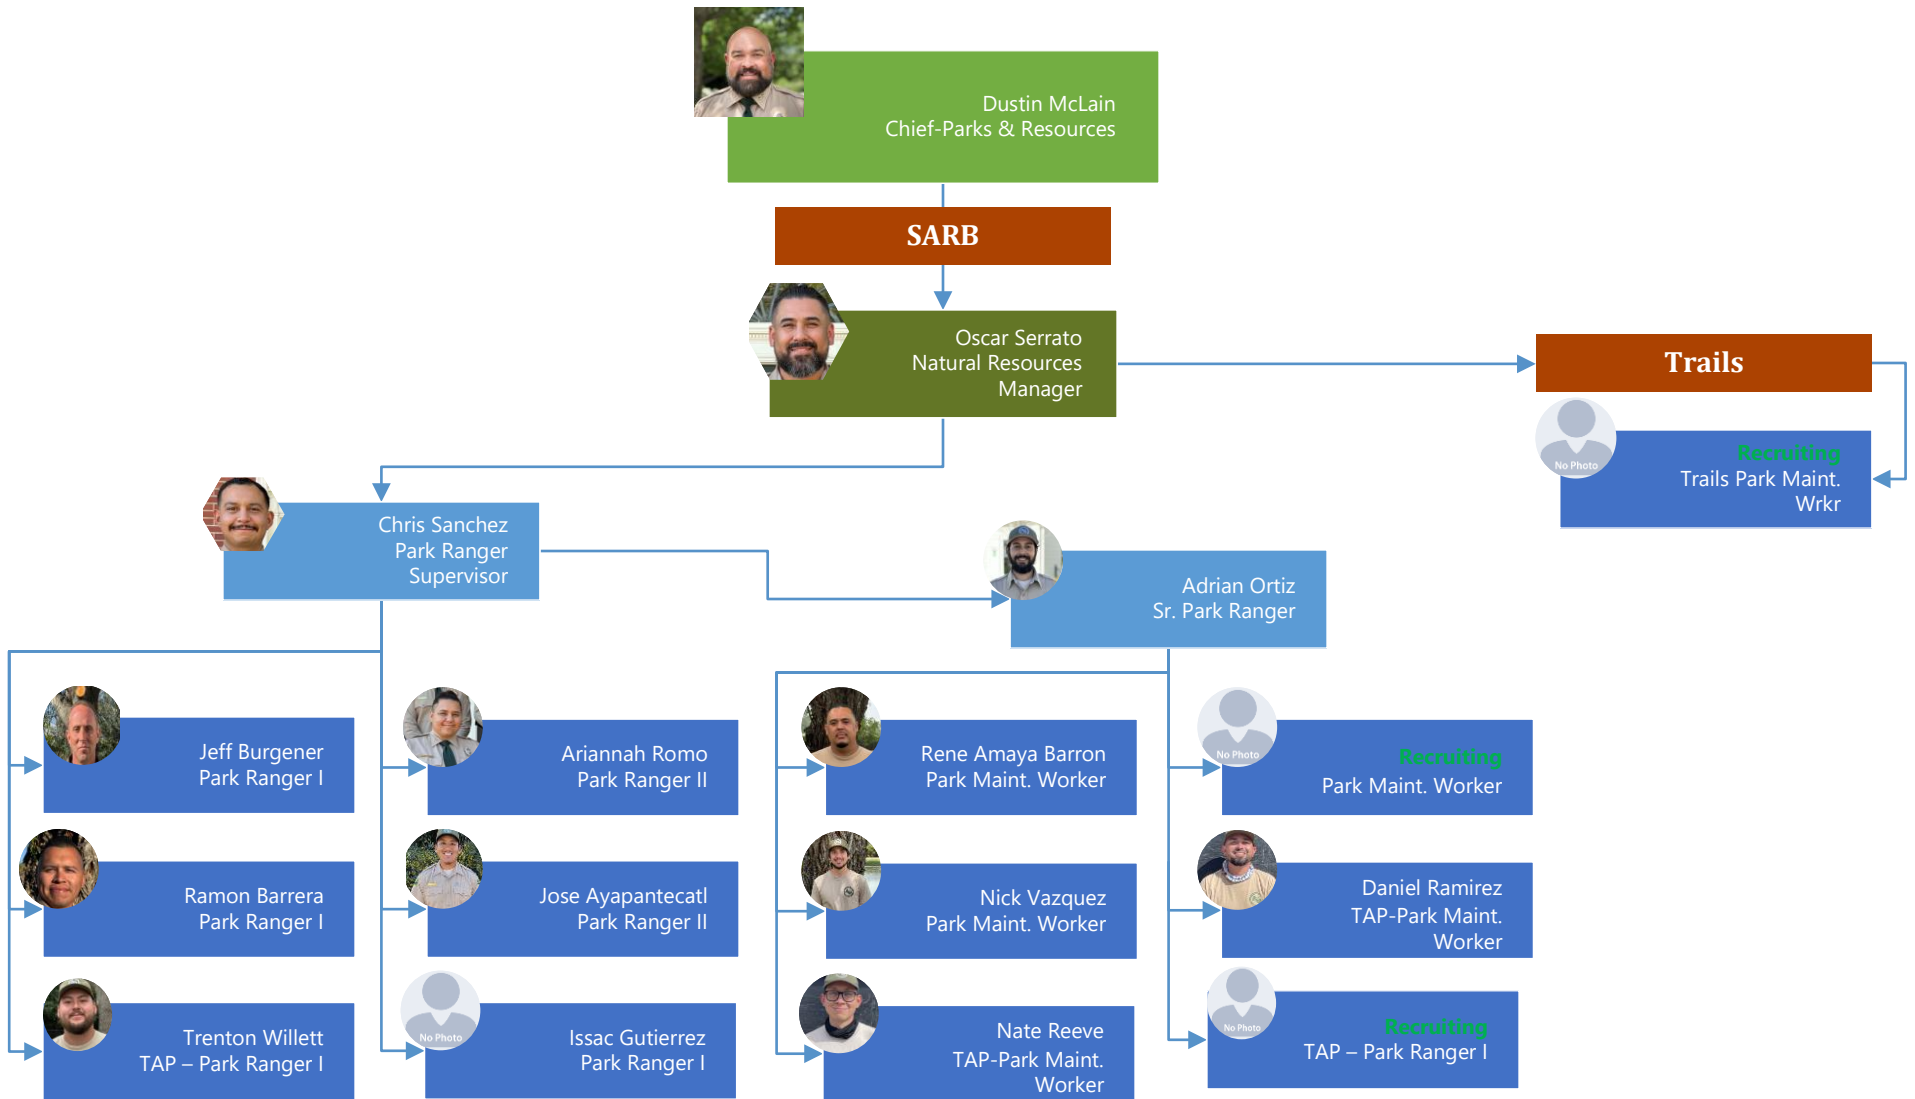 Dustin McLain
Chief-Parks & Resources
SARB
Oscar Serrato
Natural Resources
Manager
Trails
No Photo
Recruiting
Trails Park Maint.
Wrkr
Chris Sanchez
Park Ranger
Supervisor
Adrian Ortiz
Sr. Park Ranger
Jeff Burgener
Park Ranger I
Ariannah Romo
Park Ranger II
Rene Amaya Barron
Park Maint. Worker
No Photo
Recruiting
Park Maint. Worker
Ramon Barrera
Park Ranger I
Jose Ayapantecatl
Park Ranger II
Nick Vazquez
Park Maint. Worker
Daniel Ramirez
TAP-Park Maint.
Worker
Trenton Willett
TAP – Park Ranger I
No Photo
Issac Gutierrez
Park Ranger I
Nate Reeve
TAP-Park Maint.
Worker
No Photo
Recruiting
TAP – Park Ranger I